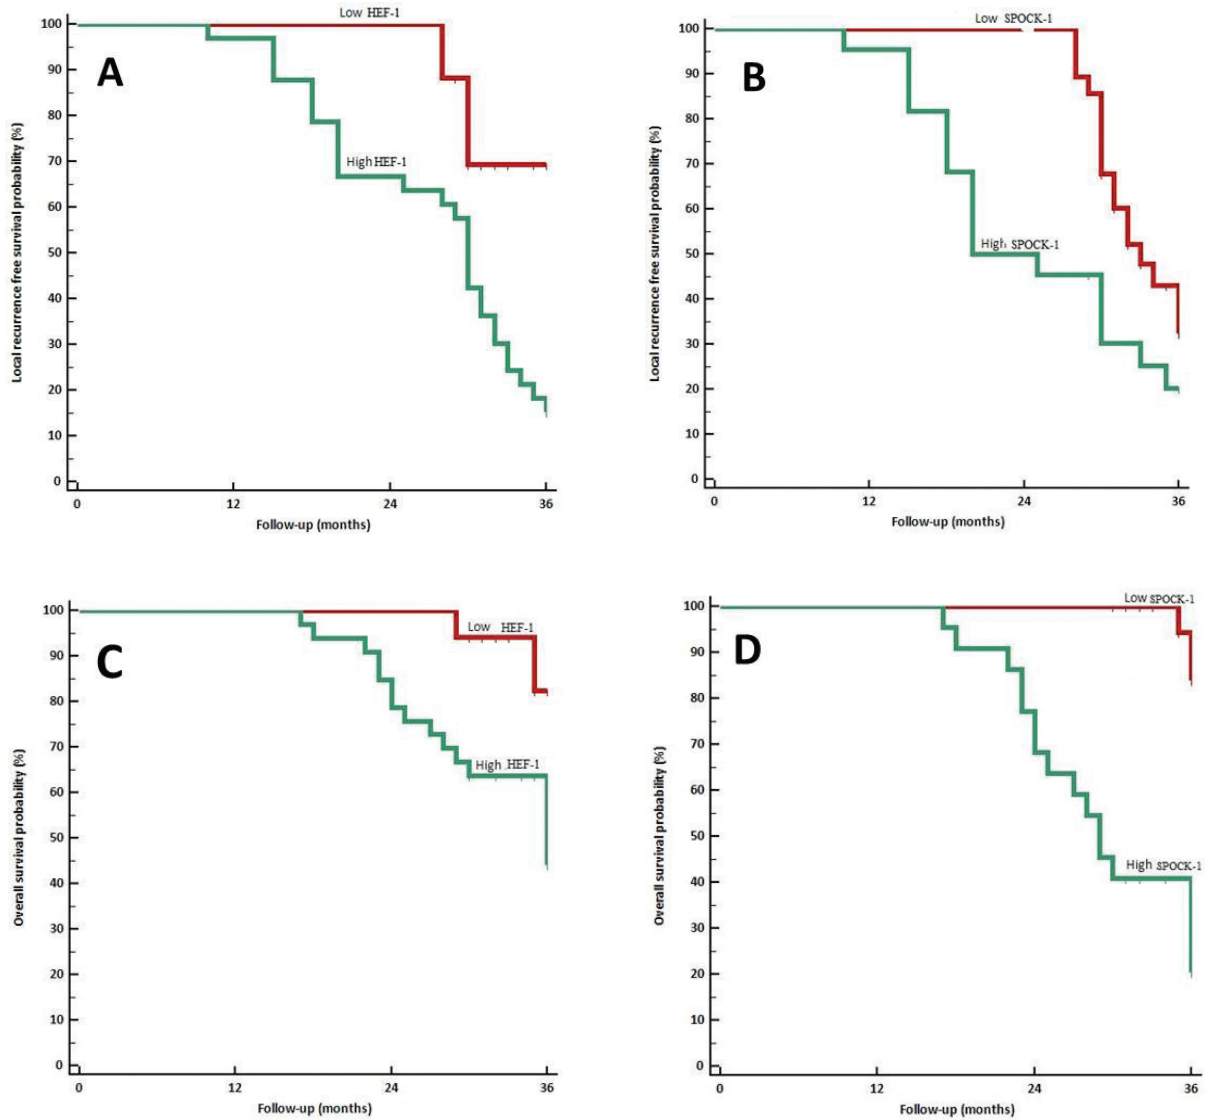 Low HEF-1
A
High HEF-1
Local recurrence free survival probability (%)
100
90
80
70
60
50
40
30
20
10
0
0 12 24 36
Follow-up (months)
Low SPOCK-1
B
High SPOCK-1
Local recurrence free survival probability (%)
100
90
80
70
60
50
40
30
20
10
0
0 12 24 36
Follow-up (months)
Low HEF-1
C
High HEF-1
Overall survival probability (%)
100
90
80
70
60
50
40
30
20
10
0
0 12 24 36
Follow-up (months)
Low SPOCK-1
D
High SPOCK-1
Overall survival probability (%)
100
90
80
70
60
50
40
30
20
10
0
0 12 24 36
Follow-up (months)